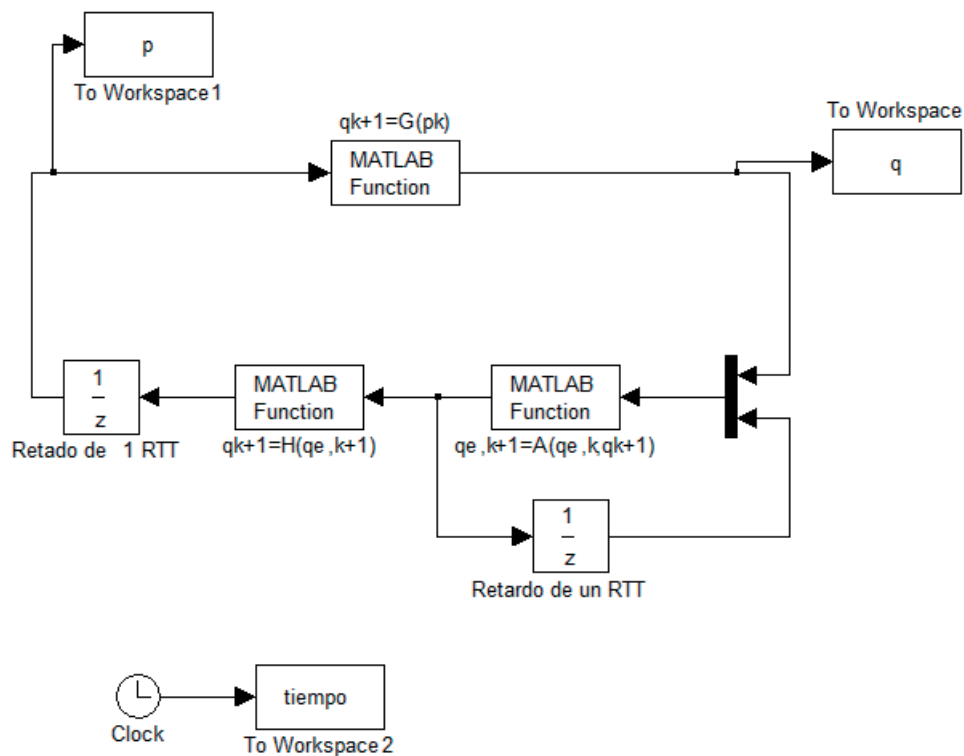 p
To Workspace1
qk+1=G(pk)
MATLAB
Function
To Workspace
q
1
z
Retado de 1 RTT
MATLAB
Function
qk+1=H(qe,k+1)
MATLAB
Function
qe,k+1=A(qe,k,qk+1)
1
z
Retardo de un RTT
Clock
tiempo
To Workspace2